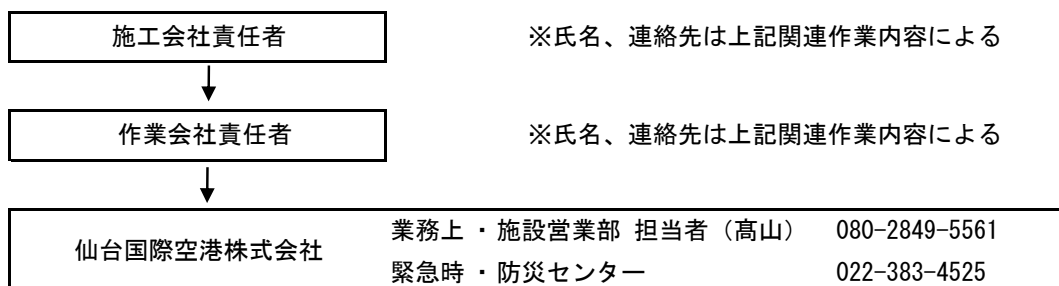 施工会社責任者 ※氏名、連絡先は上記関連作業内容による
作業会社責任者 ※氏名、連絡先は上記関連作業内容による
仙台国際空港株式会社
業務上・施設営業部 担当者（髙山） 080-2849-5561
緊急時・防災センター 022-383-4525